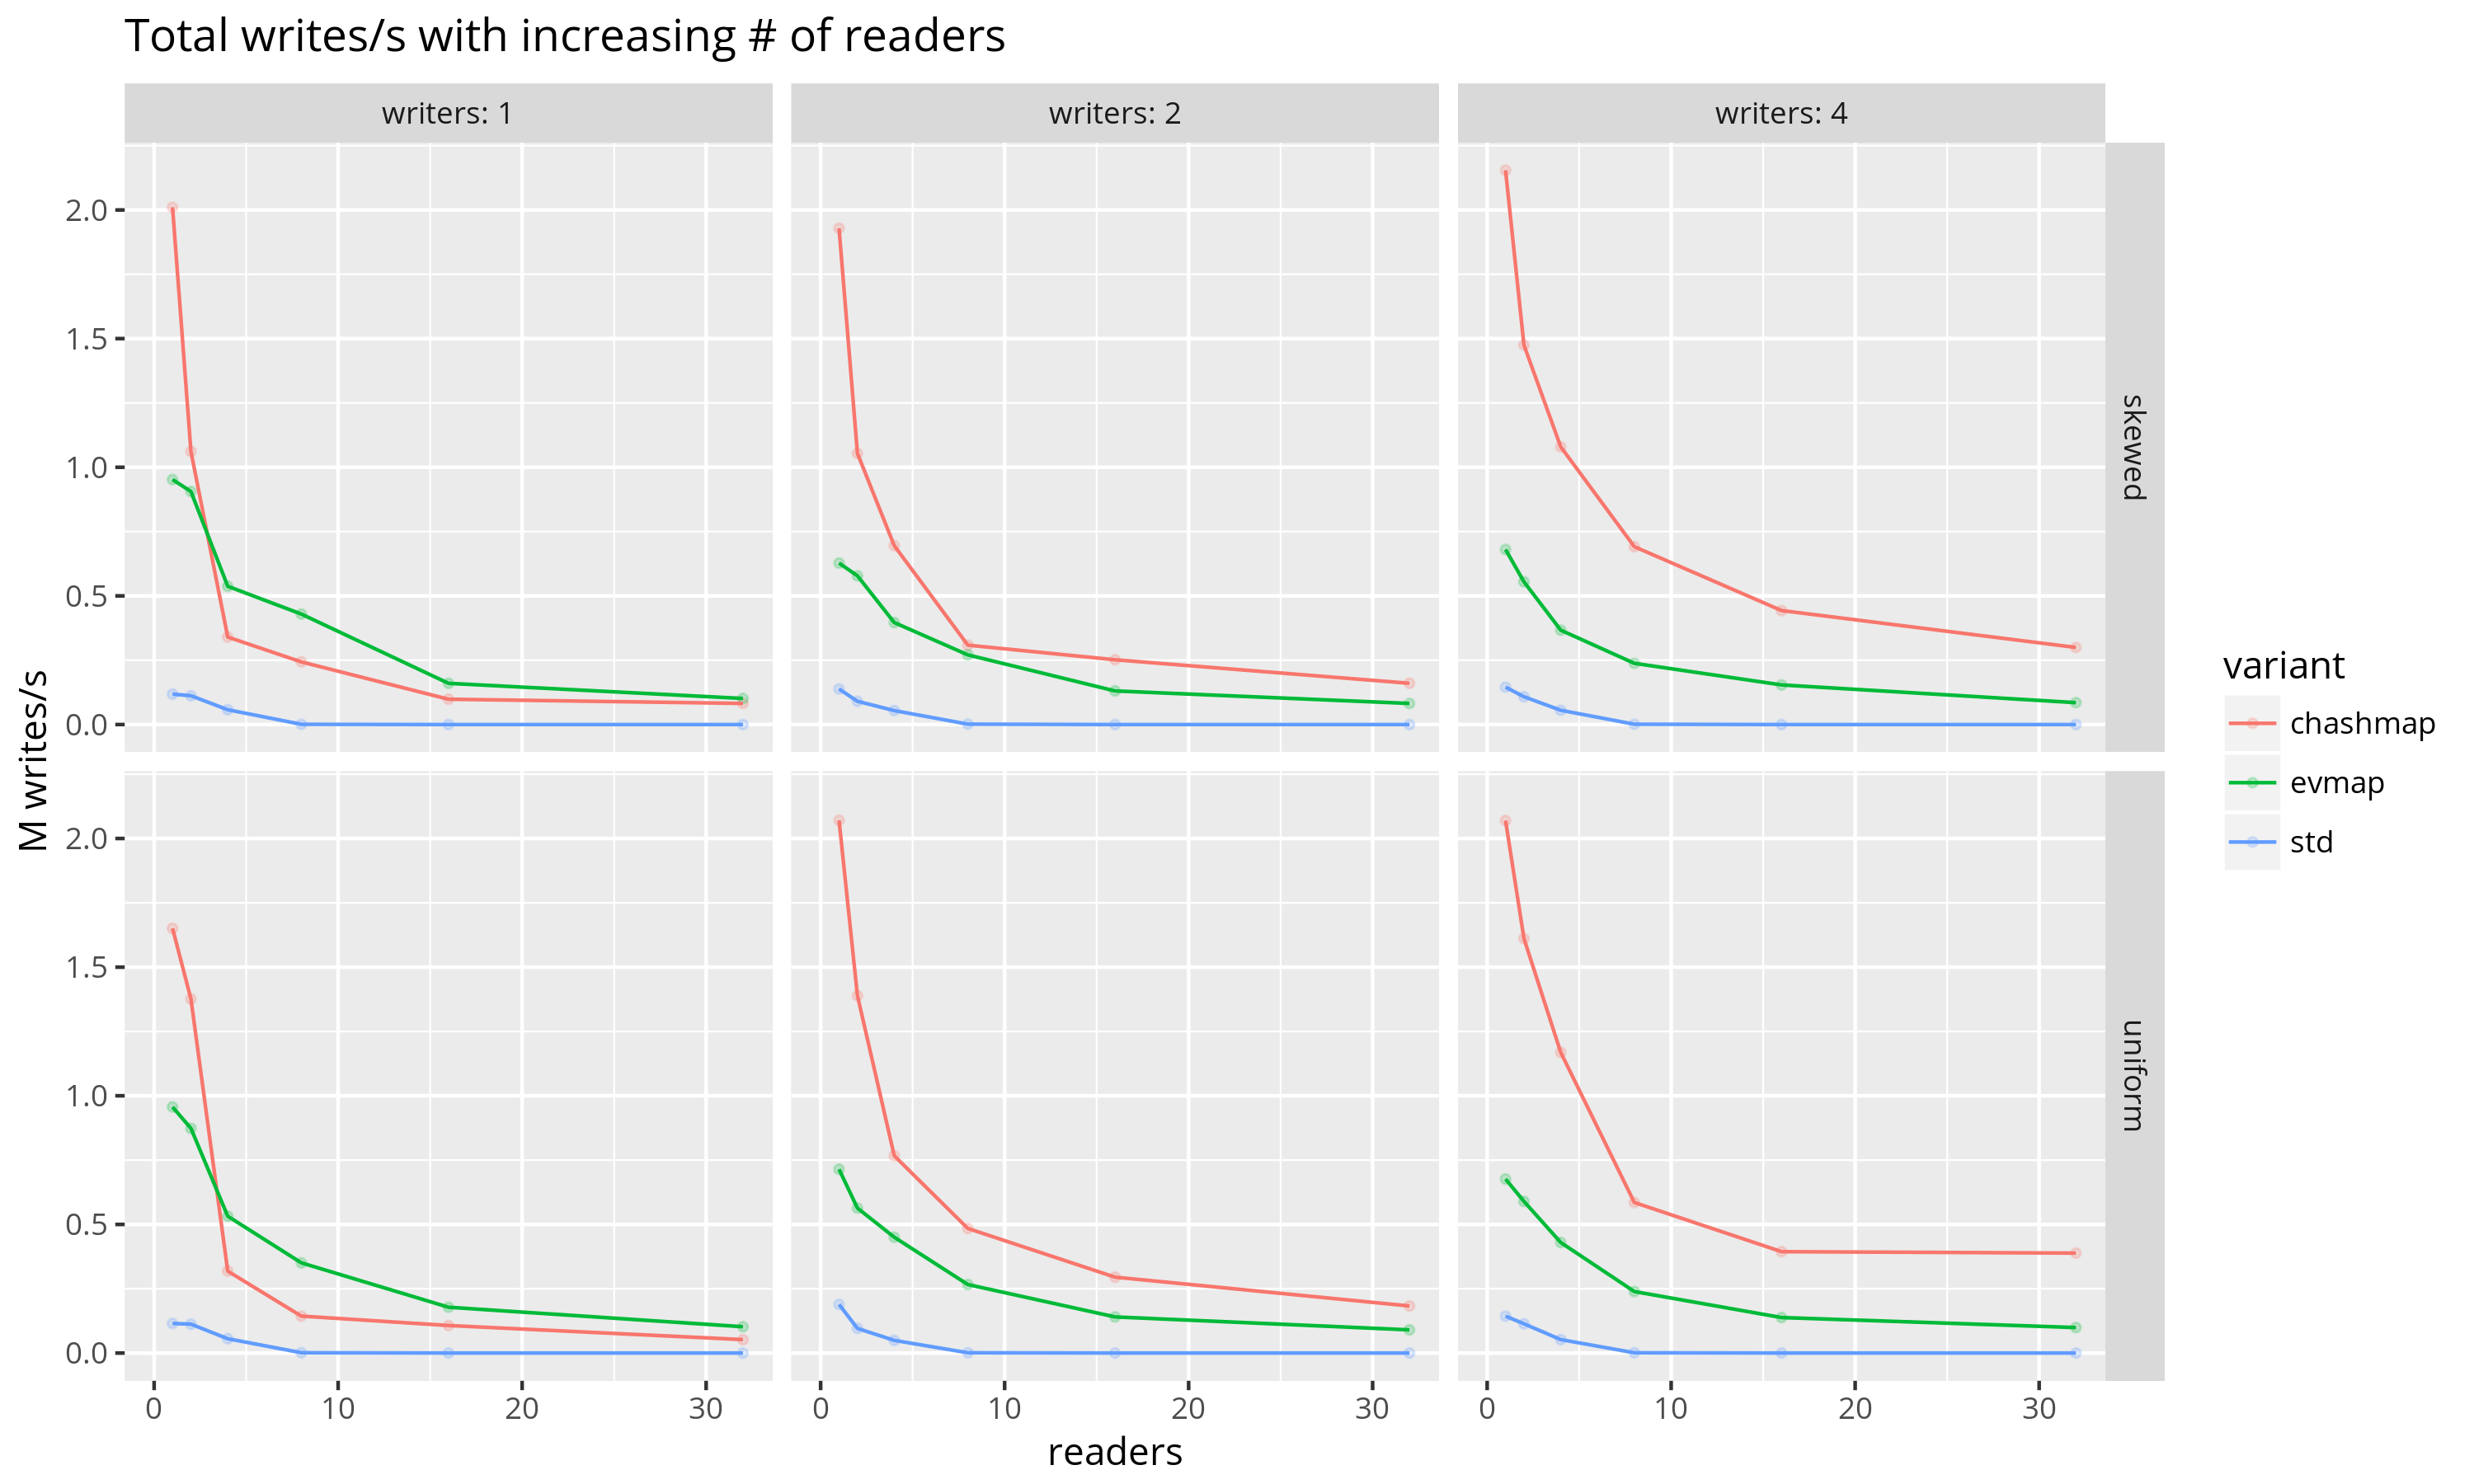 Total writes/s with increasing # of readers
writers: 1
writers: 2
writers: 4
2.0
1.5
1.0
0.5
0.0
skewed
M writes/s
2.0
1.5
1.0
0.5
0.0
uniform
0 10 20 30
0 10 20 30
0 10 20 30
readers
variant
chashmap
evmap
std